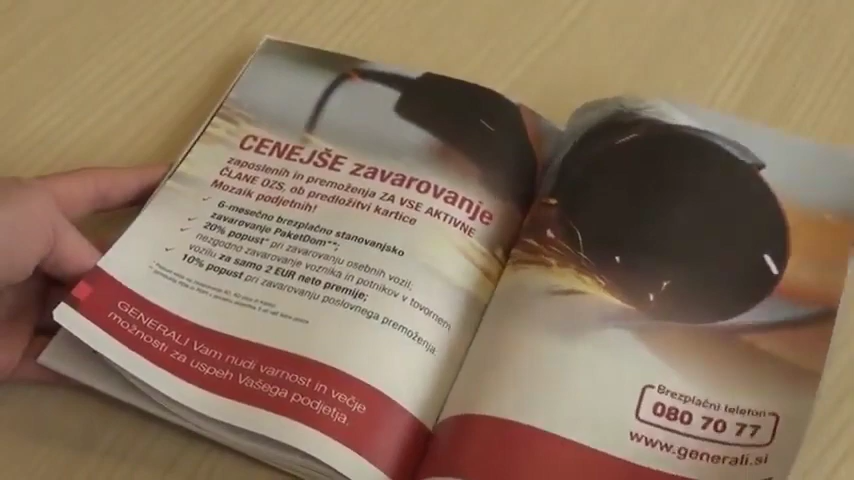 CENEJŠE zavarovanje
zaposlenih in premoženja ZA VSE AKTIVNE
ČLANE OZS, ob predložitvi kartice
Mozaik podjetnih!
✓ 6-mesečno brezplačno stanovanjsko
zavarovanje PaketDom**;
✓ 20% popust* pri zavarovanju osebnih vozil,
nezgodno zavarovanje voznika in potnikov v tovornem
vozilu za samo 2 EUR neto premije;
✓ 10% popust pri zavarovanju poslovnega premoženja.
GENERALI Vam nudi varnost in večje
možnosti za uspeh Vašega podjetja.
Brezplačni telefon
080 70 77
www.generali.si